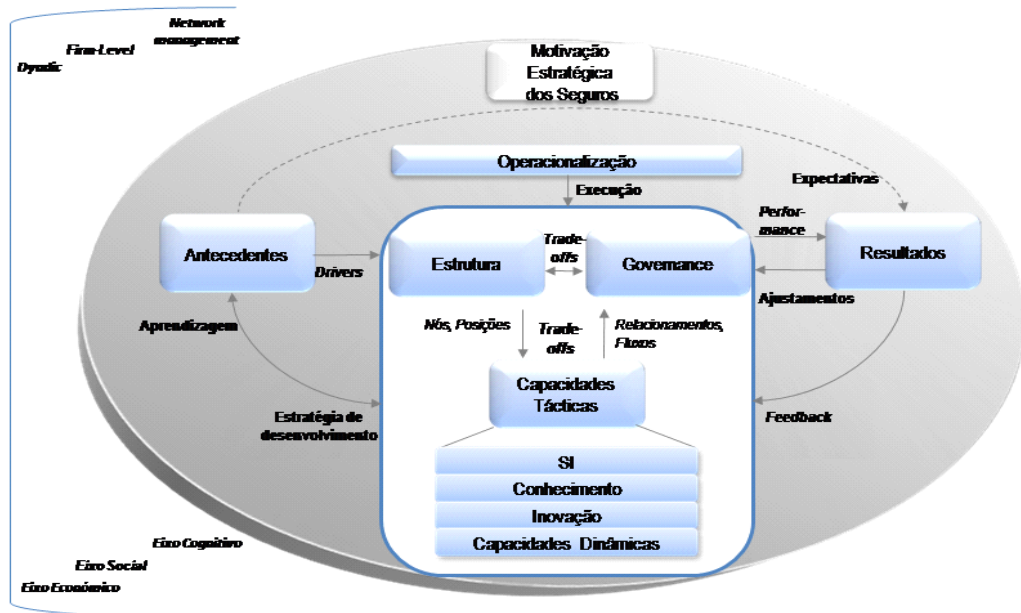 Network
management
Firm-Level
Dyadic
Motivação
Estratégica
dos Seguros
Operacionalização
Execução
Expectativas
Antecedentes
Drivers
Estrutura
Trade-
offs
Governance
Perfor-
mance
Resultados
Ajustamentos
Aprendizagem
Nós, Posições
Trade-
offs
Relacionamentos,
Fluxos
Capacidades
Tácticas
Estratégia de
desenvolvimento
Feedback
SI
Conhecimento
Inovação
Capacidades Dinâmicas
Eixo Cognitivo
Eixo Social
Eixo Económico